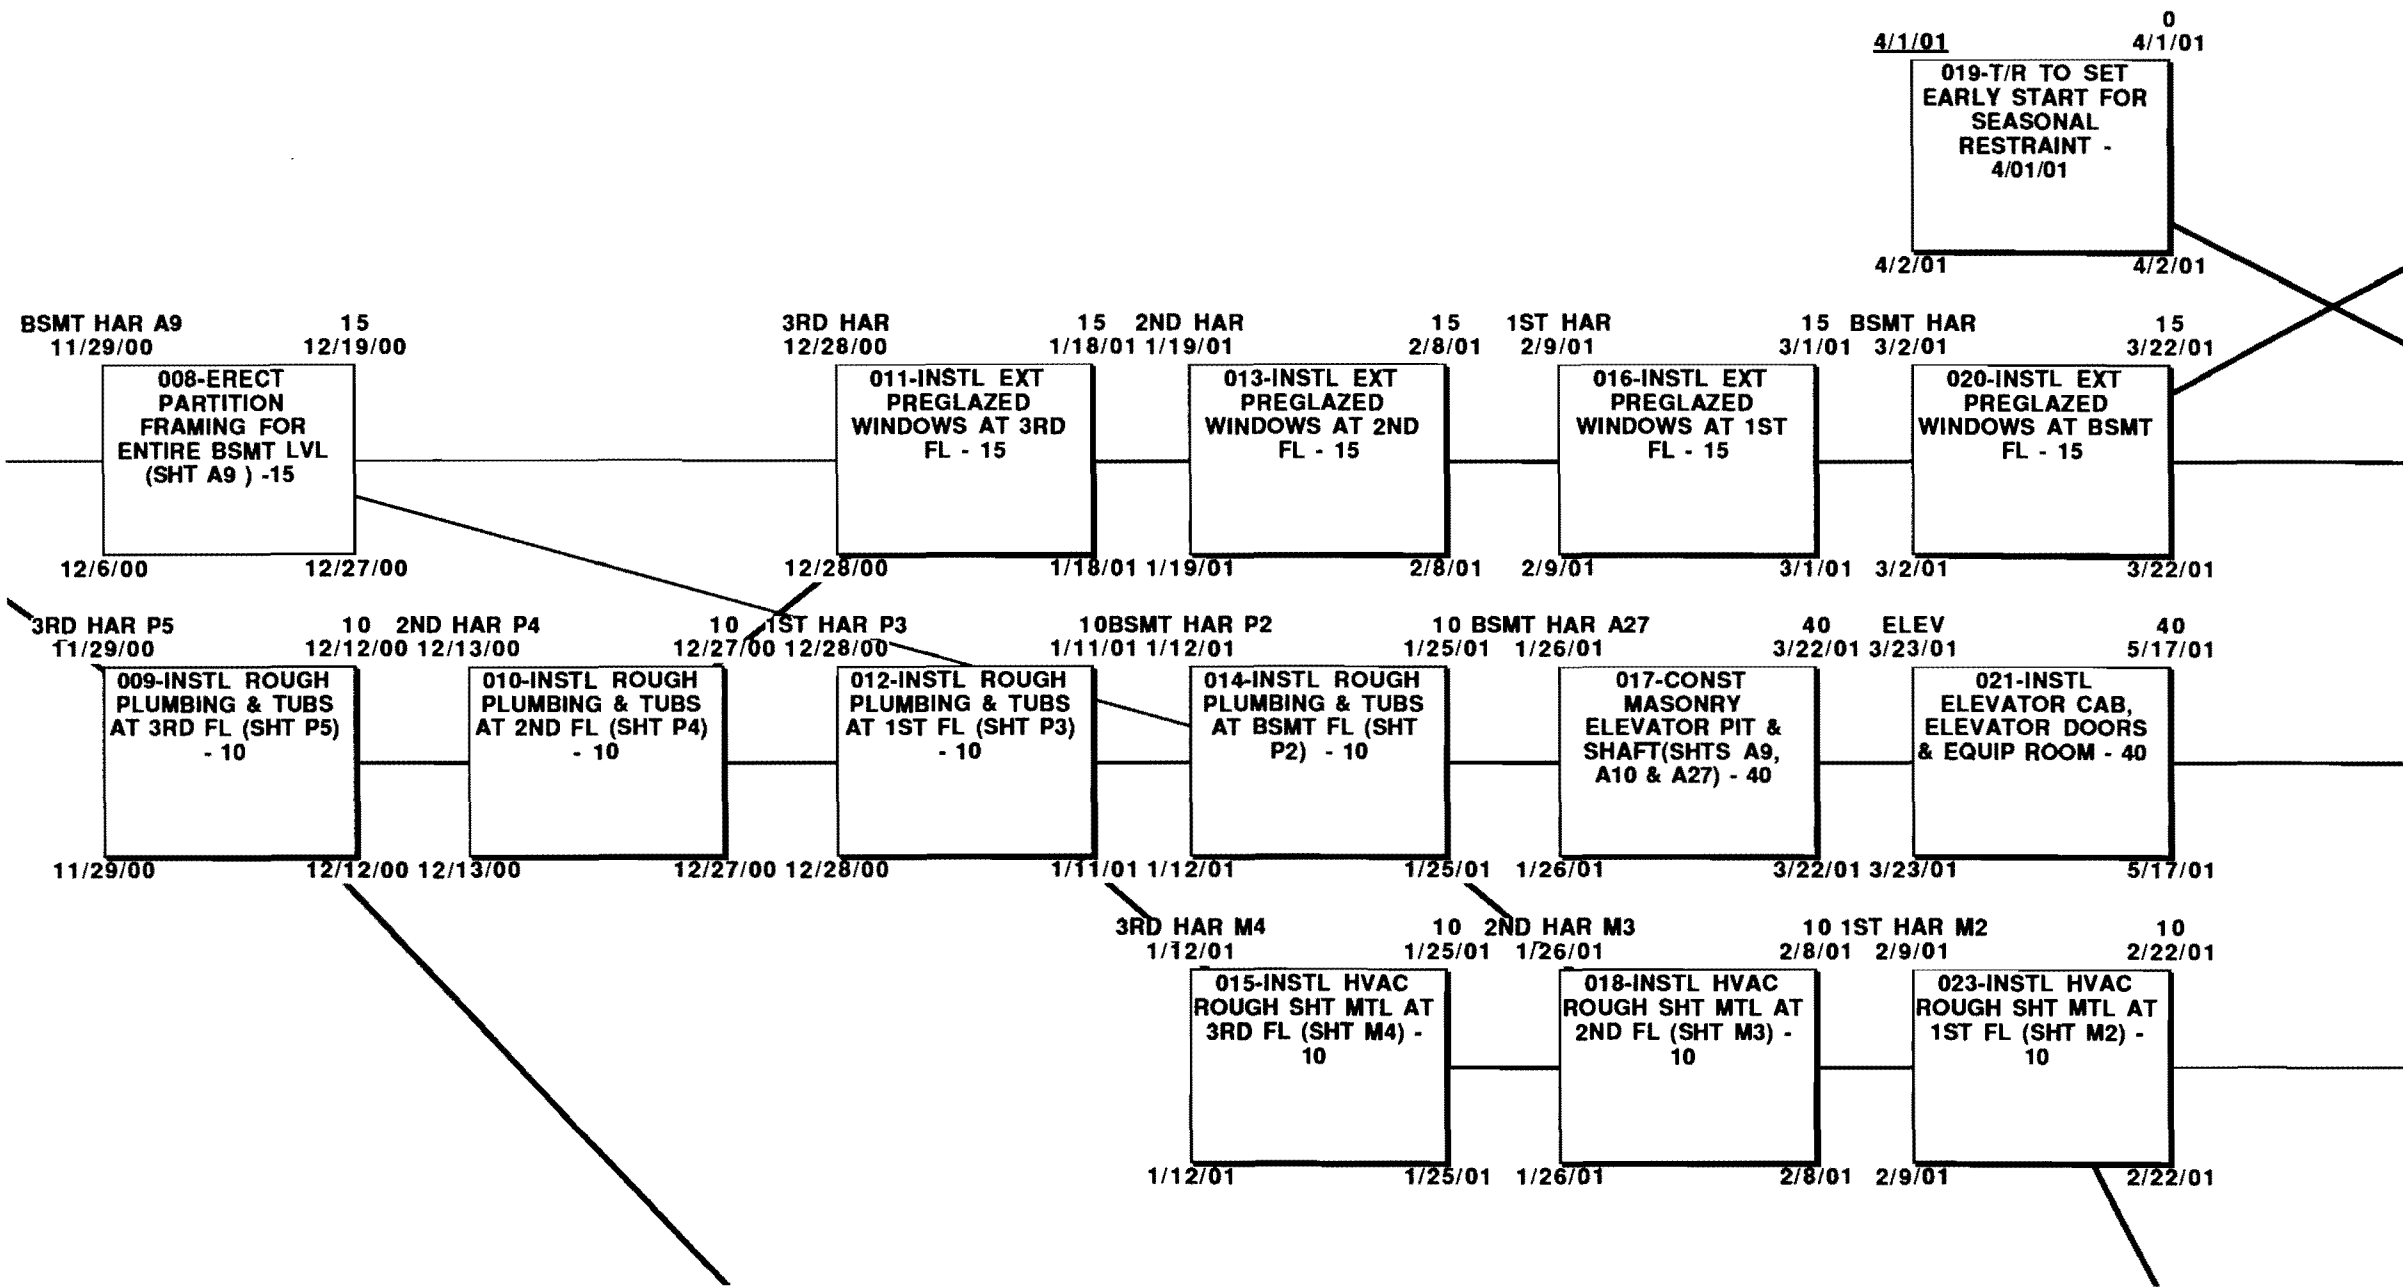 0
4/1/01 4/1/01
019-T/R TO SET
EARLY START FOR
SEASONAL
RESTRAINT -
4/01/01
4/2/01 4/2/01
BSMT HAR A9 15
11/29/00 12/19/00
008-ERECT
PARTITION
FRAMING FOR
ENTIRE BSMT LVL
(SHT A9 ) -15
12/6/00 12/27/00
3RD HAR 15
12/28/00 1/18/01
011-INSTL EXT
PREGLAZED
WINDOWS AT 3RD
FL - 15
12/28/00 1/18/01
2ND HAR 15
1/19/01 2/8/01
013-INSTL EXT
PREGLAZED
WINDOWS AT 2ND
FL - 15
1/19/01 2/8/01
1ST HAR 15
2/9/01 3/1/01
016-INSTL EXT
PREGLAZED
WINDOWS AT 1ST
FL - 15
2/9/01 3/1/01
BSMT HAR 15
3/2/01 3/22/01
020-INSTL EXT
PREGLAZED
WINDOWS AT BSMT
FL - 15
3/2/01 3/22/01
3RD HAR P5 10
11/29/00 12/12/00
009-INSTL ROUGH
PLUMBING & TUBS
AT 3RD FL (SHT P5)
- 10
11/29/00 12/12/00
2ND HAR P4 10
12/13/00 12/27/00
010-INSTL ROUGH
PLUMBING & TUBS
AT 2ND FL (SHT P4)
- 10
12/13/00 12/27/00
1ST HAR P3 10
12/28/00 1/11/01
012-INSTL ROUGH
PLUMBING & TUBS
AT 1ST FL (SHT P3)
- 10
12/28/00 1/11/01
BSMT HAR P2 10
1/12/01 1/25/01
014-INSTL ROUGH
PLUMBING & TUBS
AT BSMT FL (SHT
P2) - 10
1/12/01 1/25/01
BSMT HAR A27 40
1/26/01 3/22/01
017-CONST
MASONRY
ELEVATOR PIT &
SHAFT(SHTS A9,
A10 & A27) - 40
1/26/01 3/22/01
ELEV 40
3/23/01 5/17/01
021-INSTL
ELEVATOR CAB,
ELEVATOR DOORS
& EQUIP ROOM - 40
3/23/01 5/17/01
3RD HAR M4 10
1/12/01 1/25/01
015-INSTL HVAC
ROUGH SHT MTL AT
3RD FL (SHT M4) -
10
1/12/01 1/25/01
2ND HAR M3 10
1/26/01 2/8/01
018-INSTL HVAC
ROUGH SHT MTL AT
2ND FL (SHT M3) -
10
1/26/01 2/8/01
1ST HAR M2 10
2/9/01 2/22/01
023-INSTL HVAC
ROUGH SHT MTL AT
1ST FL (SHT M2) -
10
2/9/01 2/22/01